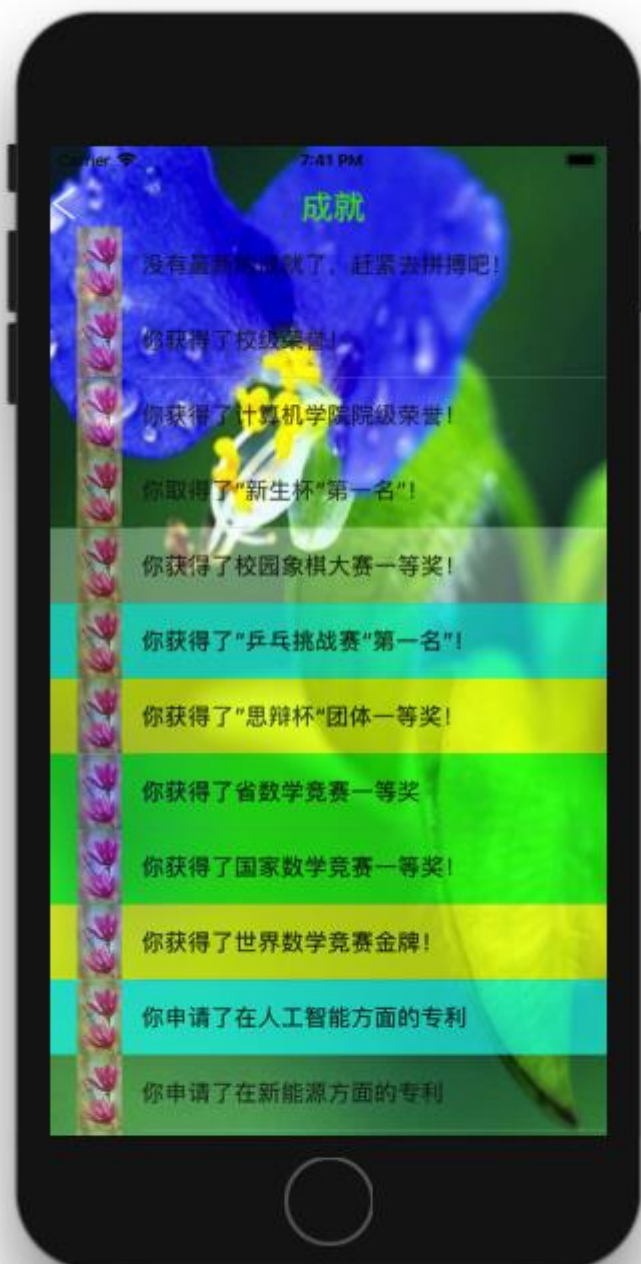 Carrier 7:41 PM
成就
没有最新的成就了，赶紧去拼搏吧！
你获得了校级荣誉！
你获得了计算机学院院级荣誉！
你取得了“新生杯“第一名”！
你获得了校园象棋大赛一等奖！
你获得了”乒乓挑战赛“第一名”！
你获得了”思辩杯“团体一等奖！
你获得了省数学竞赛一等奖
你获得了国家数学竞赛一等奖！
你获得了世界数学竞赛金牌！
你申请了在人工智能方面的专利
你申请了在新能源方面的专利